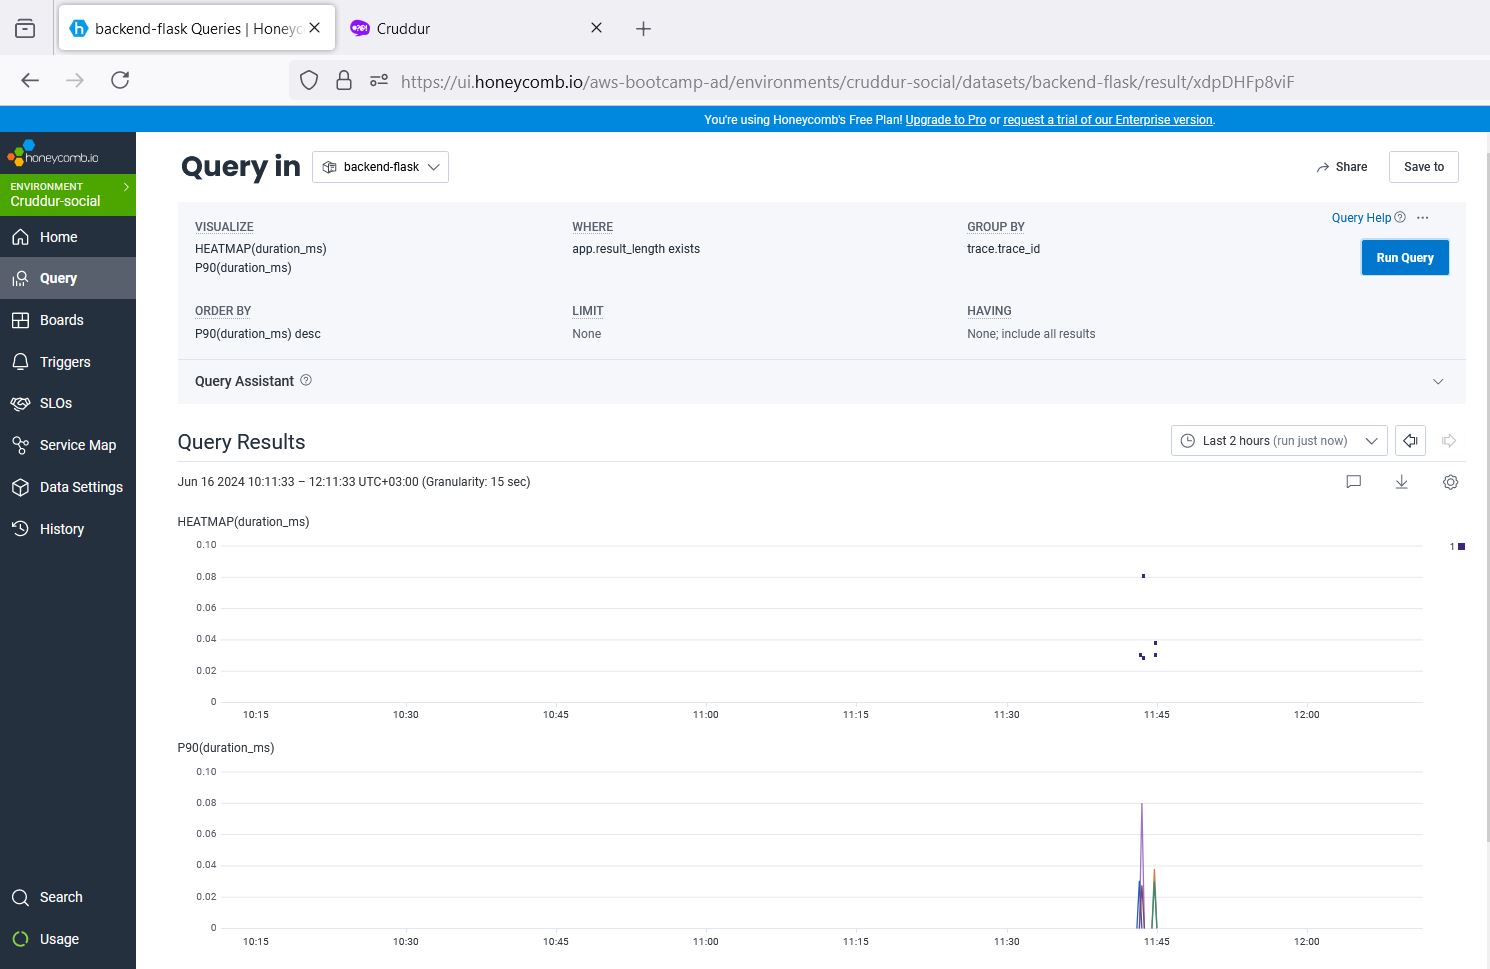 backend-flask Queries | Honeyc
Cruddur
https://ui.honeycomb.io/aws-bootcamp-ad/environments/cruddur-social/datasets/backend-flask/result/xdpDHFp8viF
You're using Honeycomb's Free Plan! Upgrade to Pro or request a trial of our Enterprise version.
honeycomb.io
ENVIRONMENT
Cruddur-social
Home
Query
Boards
Triggers
SLOs
Service Map
Data Settings
History
Search
Usage
Query in
backend-flask
Share
Save to
VISUALIZE
HEATMAP(duration_ms)
P90(duration_ms)
WHERE
app.result_length exists
GROUP BY
trace.trace_id
Query Help
Run Query
ORDER BY
P90(duration_ms) desc
LIMIT
None
HAVING
None; include all results
Query Assistant
Query Results
Last 2 hours (run just now)
Jun 16 2024 10:11:33 – 12:11:33 UTC+03:00 (Granularity: 15 sec)
HEATMAP(duration_ms)
0.10
0.08
0.06
0.04
0.02
0
10:15 10:30 10:45 11:00 11:15 11:30 11:45 12:00
1
P90(duration_ms)
0.10
0.08
0.06
0.04
0.02
0
10:15 10:30 10:45 11:00 11:15 11:30 11:45 12:00